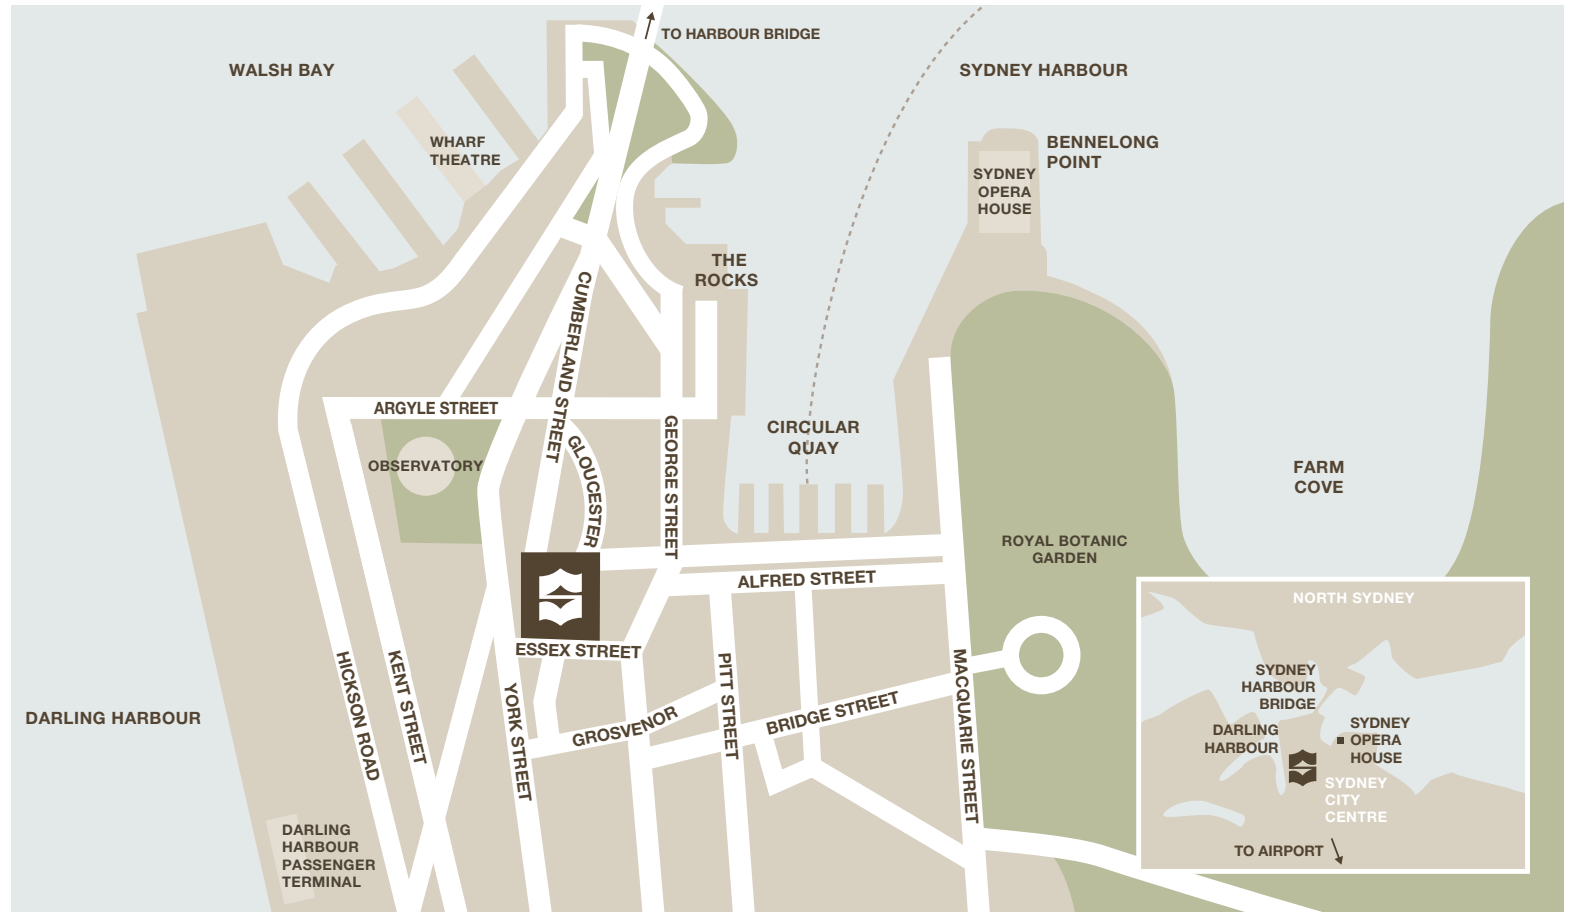 TO HARBOUR BRIDGE
WALSH BAY
SYDNEY HARBOUR
WHARF
THEATRE
BENNELONG
POINT
SYDNEY
OPERA
HOUSE
THE
ROCKS
CUMBERLAND STREET
ARGYLE STREET
GEORGE STREET
CIRCULAR
QUAY
GLOUCESTER
OBSERVATORY
FARM
COVE
ROYAL BOTANIC
GARDEN
ALFRED STREET
ESSEX STREET
HICKSON ROAD
KENT STREET
YORK STREET
PITT STREET
MACQUARIE STREET
GROSVENOR
BRIDGE STREET
DARLING HARBOUR
DARLING
HARBOUR
PASSENGER
TERMINAL
NORTH SYDNEY
SYDNEY
HARBOUR
BRIDGE
DARLING
HARBOUR
SYDNEY
OPERA
HOUSE
SYDNEY
CITY
CENTRE
TO AIRPORT